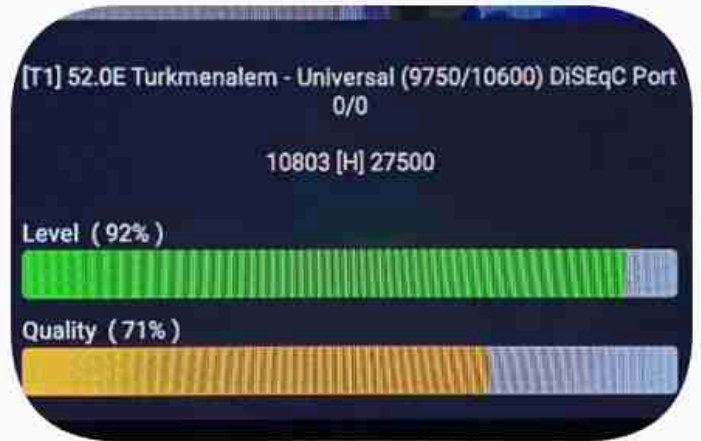 [T1] 52.0E Turkmenalem - Universal (9750/10600) DiSEqC Port
0/0
10803 [H] 27500
Level ( 92% )
Quality ( 71% )